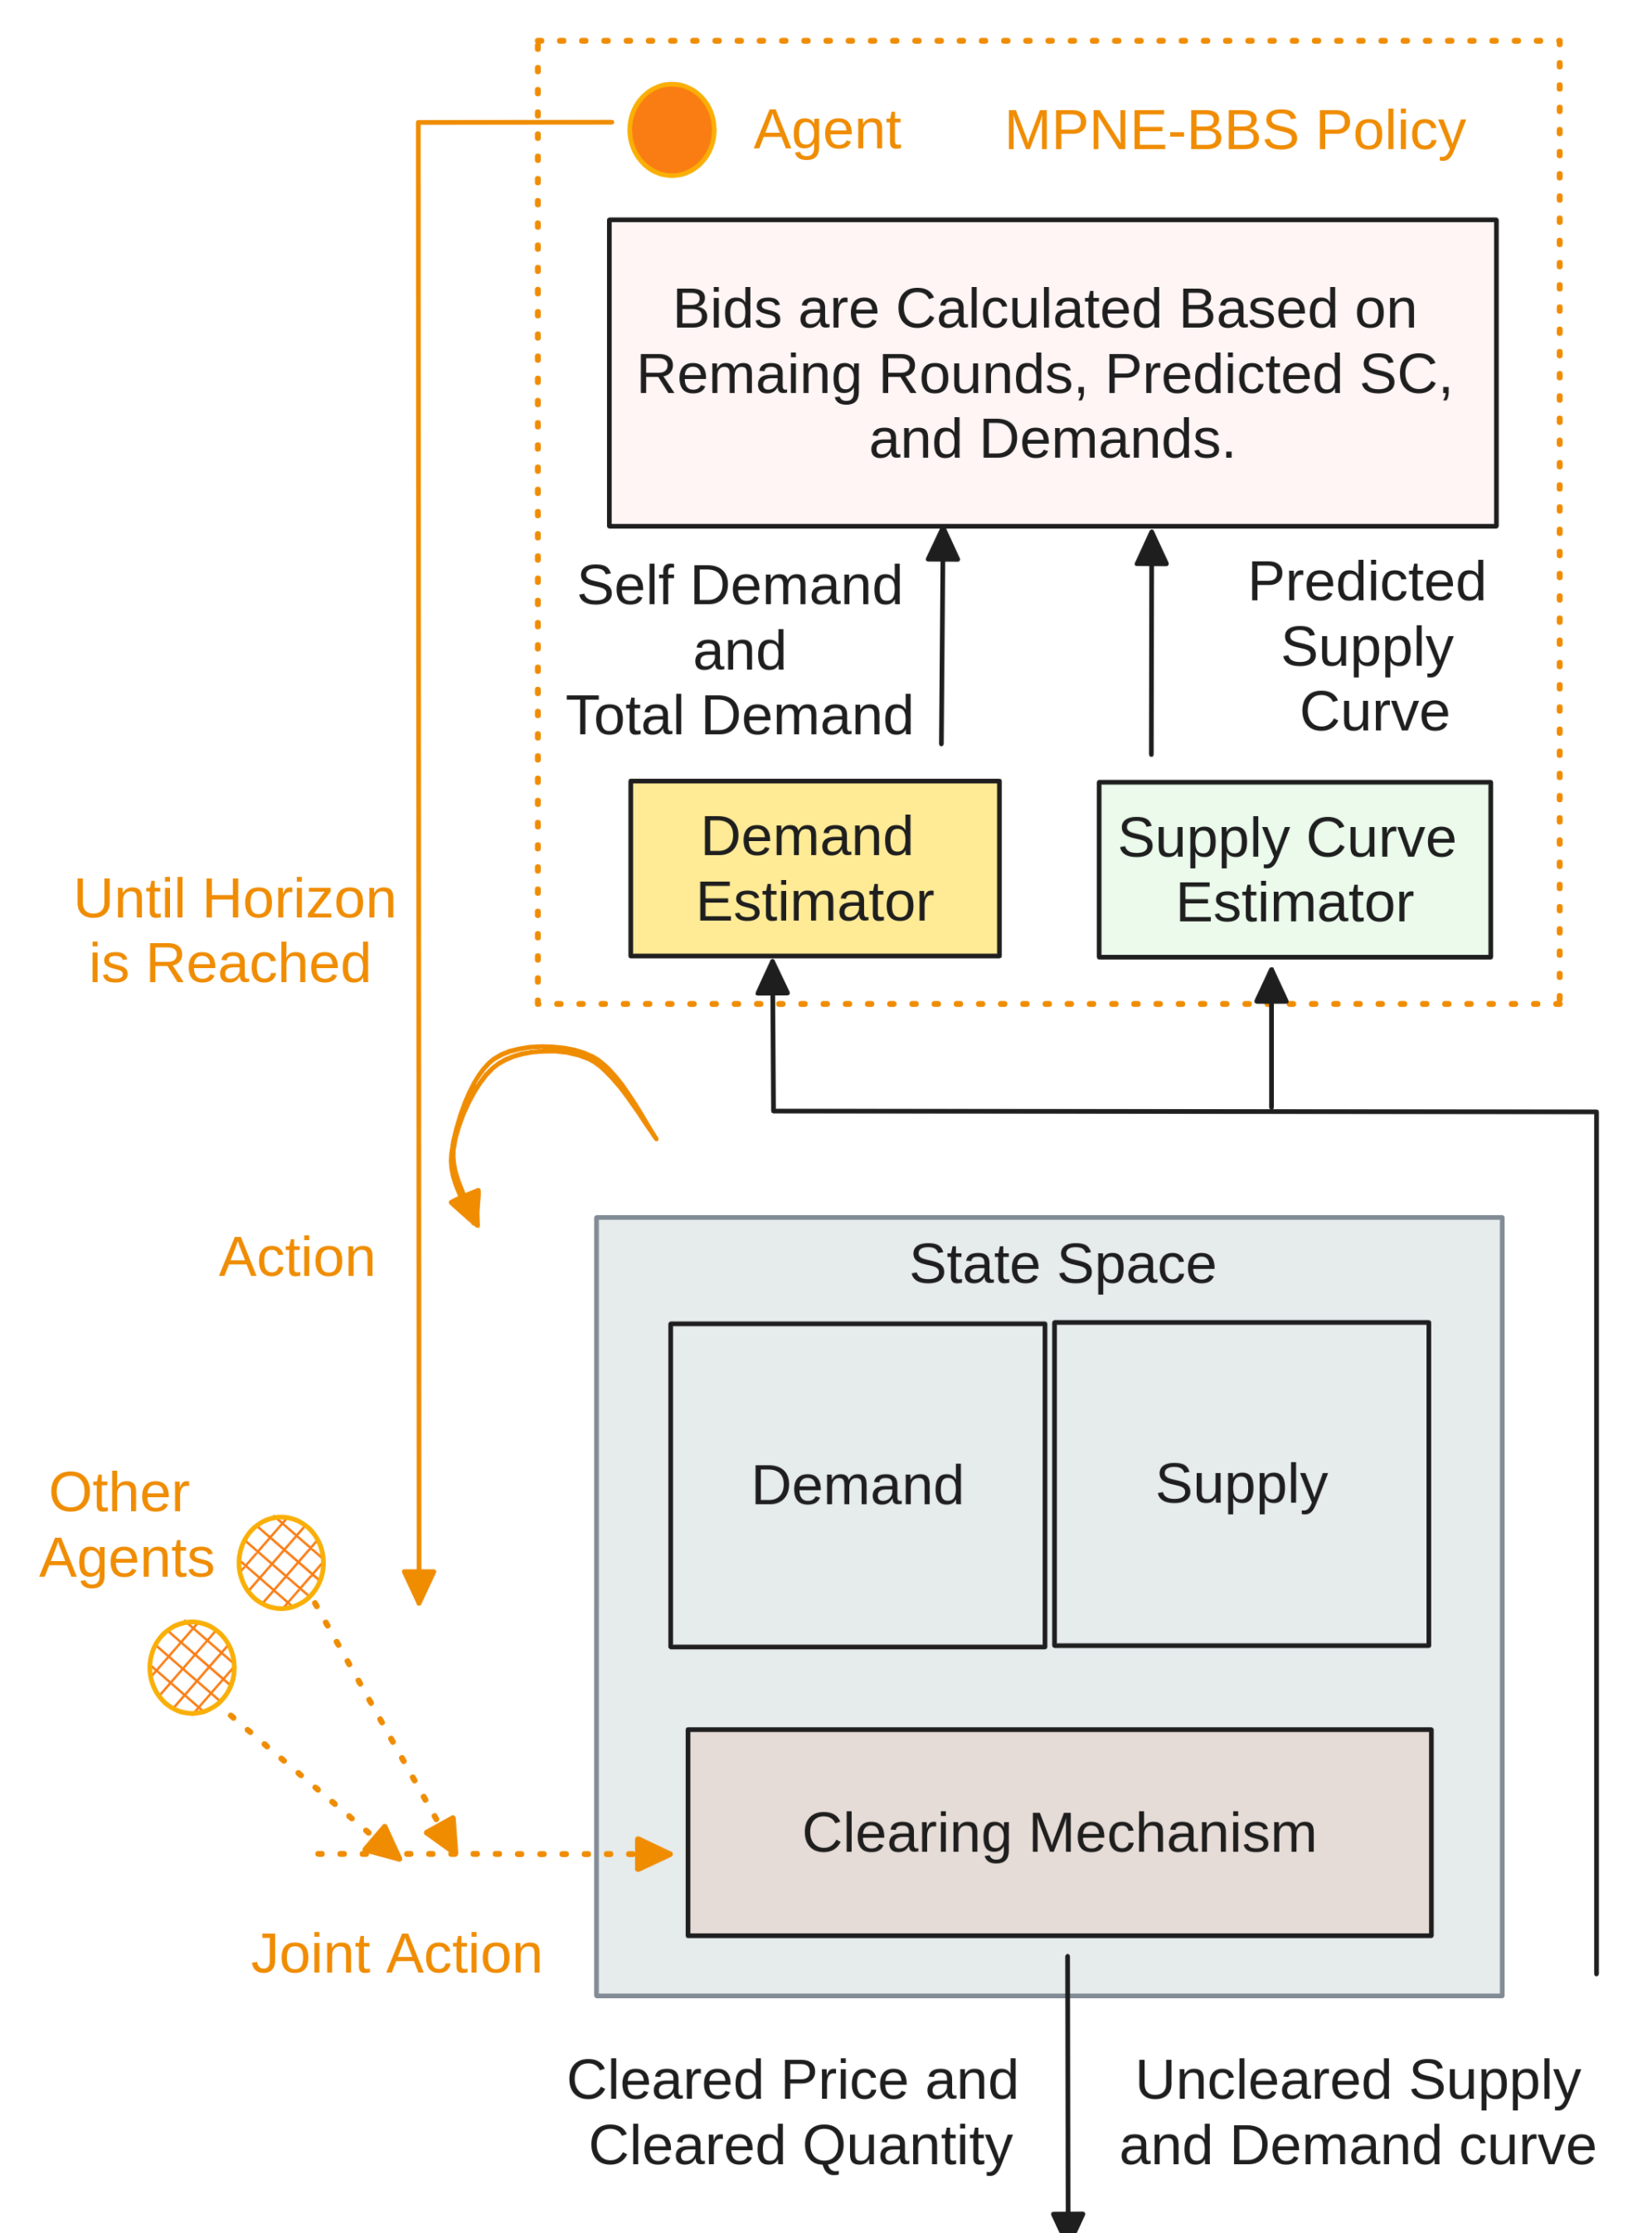 Agent
MPNE-BBS Policy
Bids are Calculated Based on
Remaing Rounds, Predicted SC,
and Demands.
Self Demand
and
Total Demand
Predicted
Supply
Curve
Demand
Estimator
Supply Curve
Estimator
Until Horizon
is Reached
Action
State Space
Demand
Supply
Other
Agents
Clearing Mechanism
Joint Action
Cleared Price and
Cleared Quantity
Uncleared Supply
and Demand curve